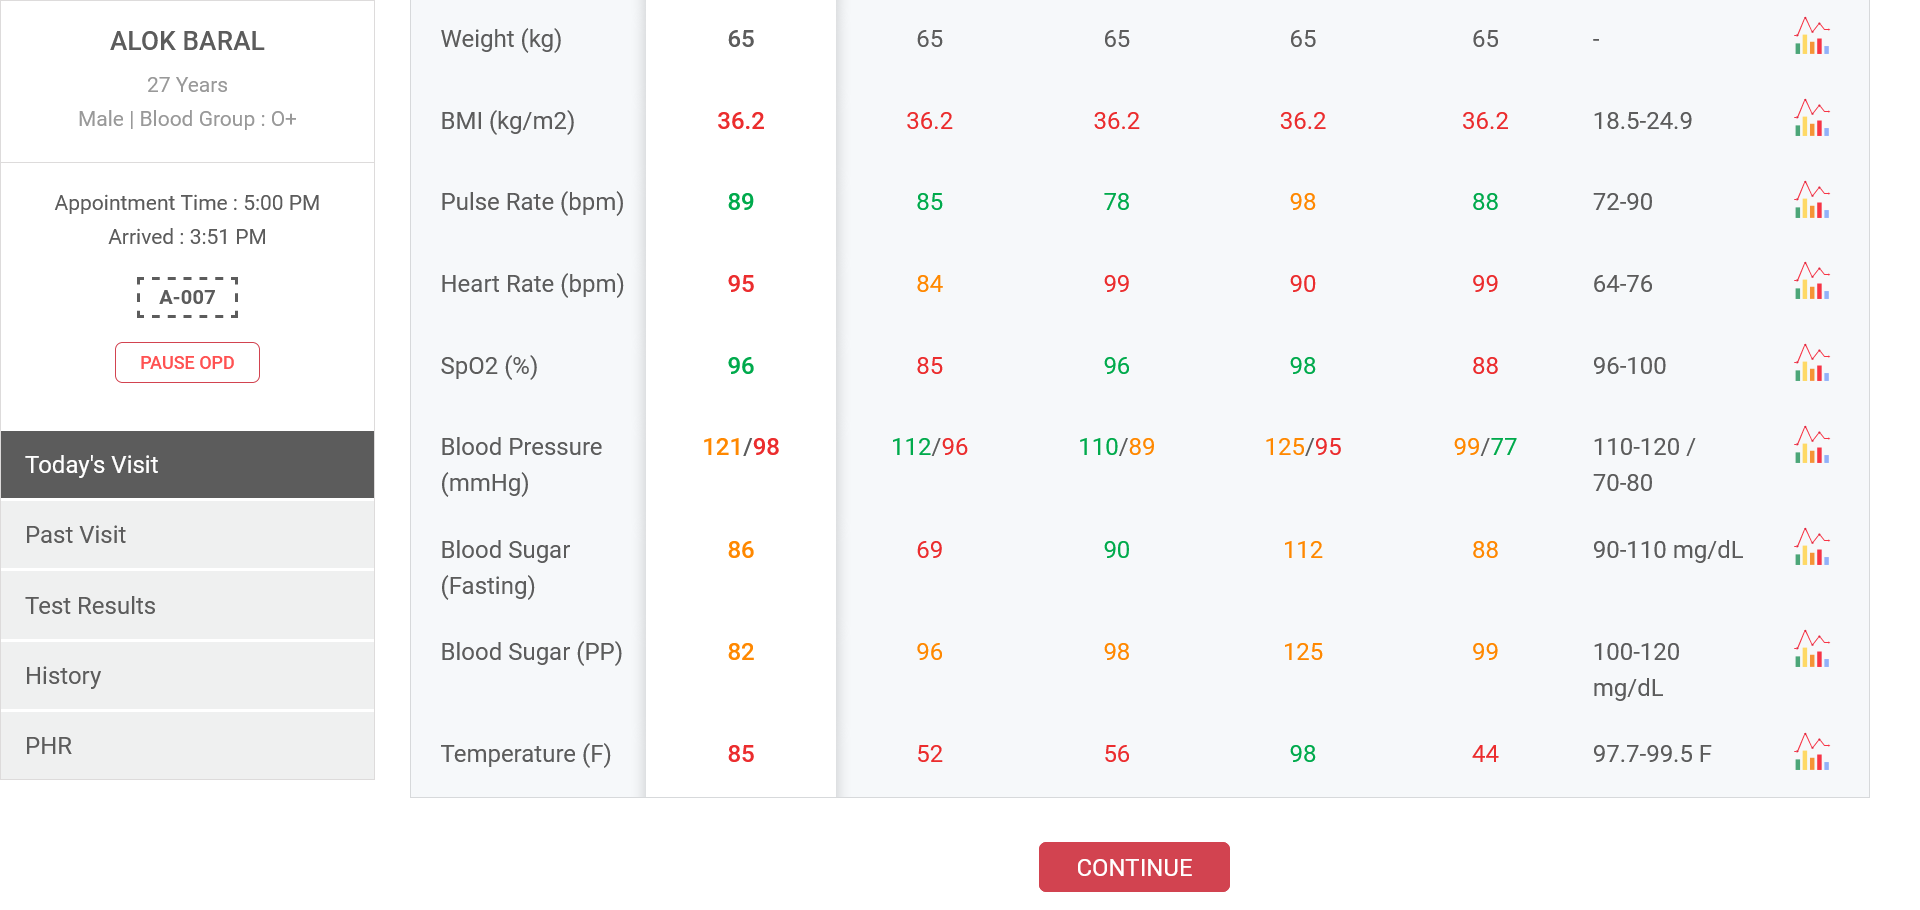 ALOK BARAL
27 Years
Male | Blood Group : O+
Appointment Time : 5:00 PM
Arrived : 3:51 PM
A-007
PAUSE OPD
Today's Visit
Past Visit
Test Results
History
PHR
Weight (kg) 65 65 65 65 65 -
BMI (kg/m2) 36.2 36.2 36.2 36.2 36.2 18.5-24.9
Pulse Rate (bpm) 89 85 78 98 88 72-90
Heart Rate (bpm) 95 84 99 90 99 64-76
SpO2 (%) 96 85 96 98 88 96-100
Blood Pressure 121/98 112/96 110/89 125/95 99/77 110-120 /
(mmHg) 70-80
Blood Sugar 86 69 90 112 88 90-110 mg/dL
(Fasting)
Blood Sugar (PP) 82 96 98 125 99 100-120
mg/dL
Temperature (F) 85 52 56 98 44 97.7-99.5 F
CONTINUE